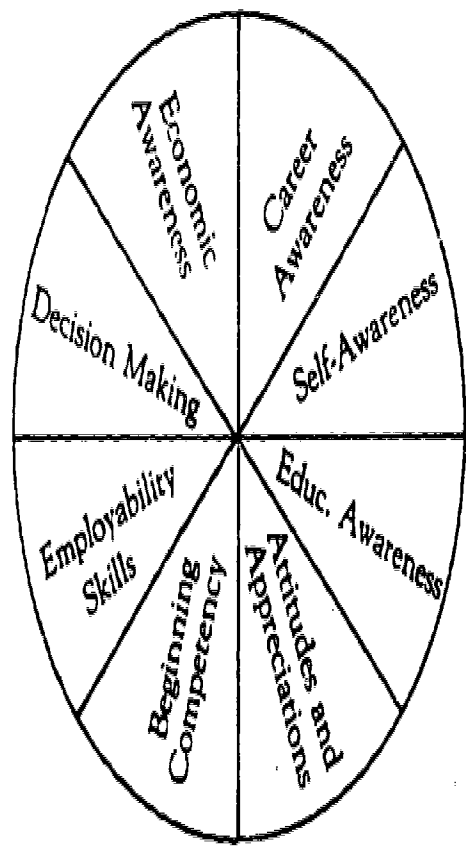 Economic
Awareness
Career
Awareness
Decision Making
Self-Awareness
Employability
Skills
Educ. Awareness
Beginning
Competency
Attitudes and
Appreciations